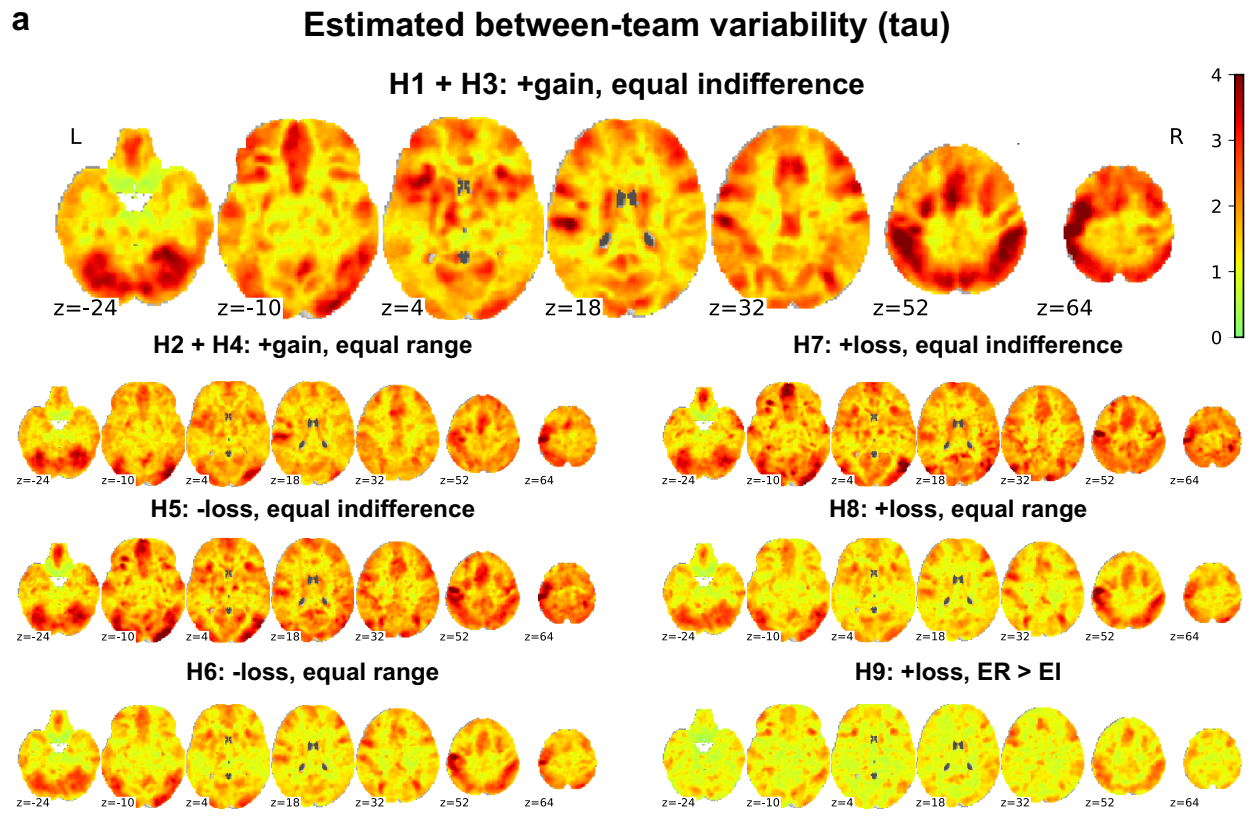 a
Estimated between-team variability (tau)
H1 + H3: +gain, equal indifference
L
R
4
3
2
1
0
z=-24 z=-10 z=4 z=18 z=32 z=52 z=64
H2 + H4: +gain, equal range
H7: +loss, equal indifference
z=-24 z=-10 z=4 z=18 z=32 z=52 z=64
z=-24 z=-10 z=4 z=18 z=32 z=52 z=64
H5: -loss, equal indifference
H8: +loss, equal range
z=-24 z=-10 z=4 z=18 z=32 z=52 z=64
z=-24 z=-10 z=4 z=18 z=32 z=52 z=64
H6: -loss, equal range
H9: +loss, ER > EI
z=-24 z=-10 z=4 z=18 z=32 z=52 z=64
z=-24 z=-10 z=4 z=18 z=32 z=52 z=64